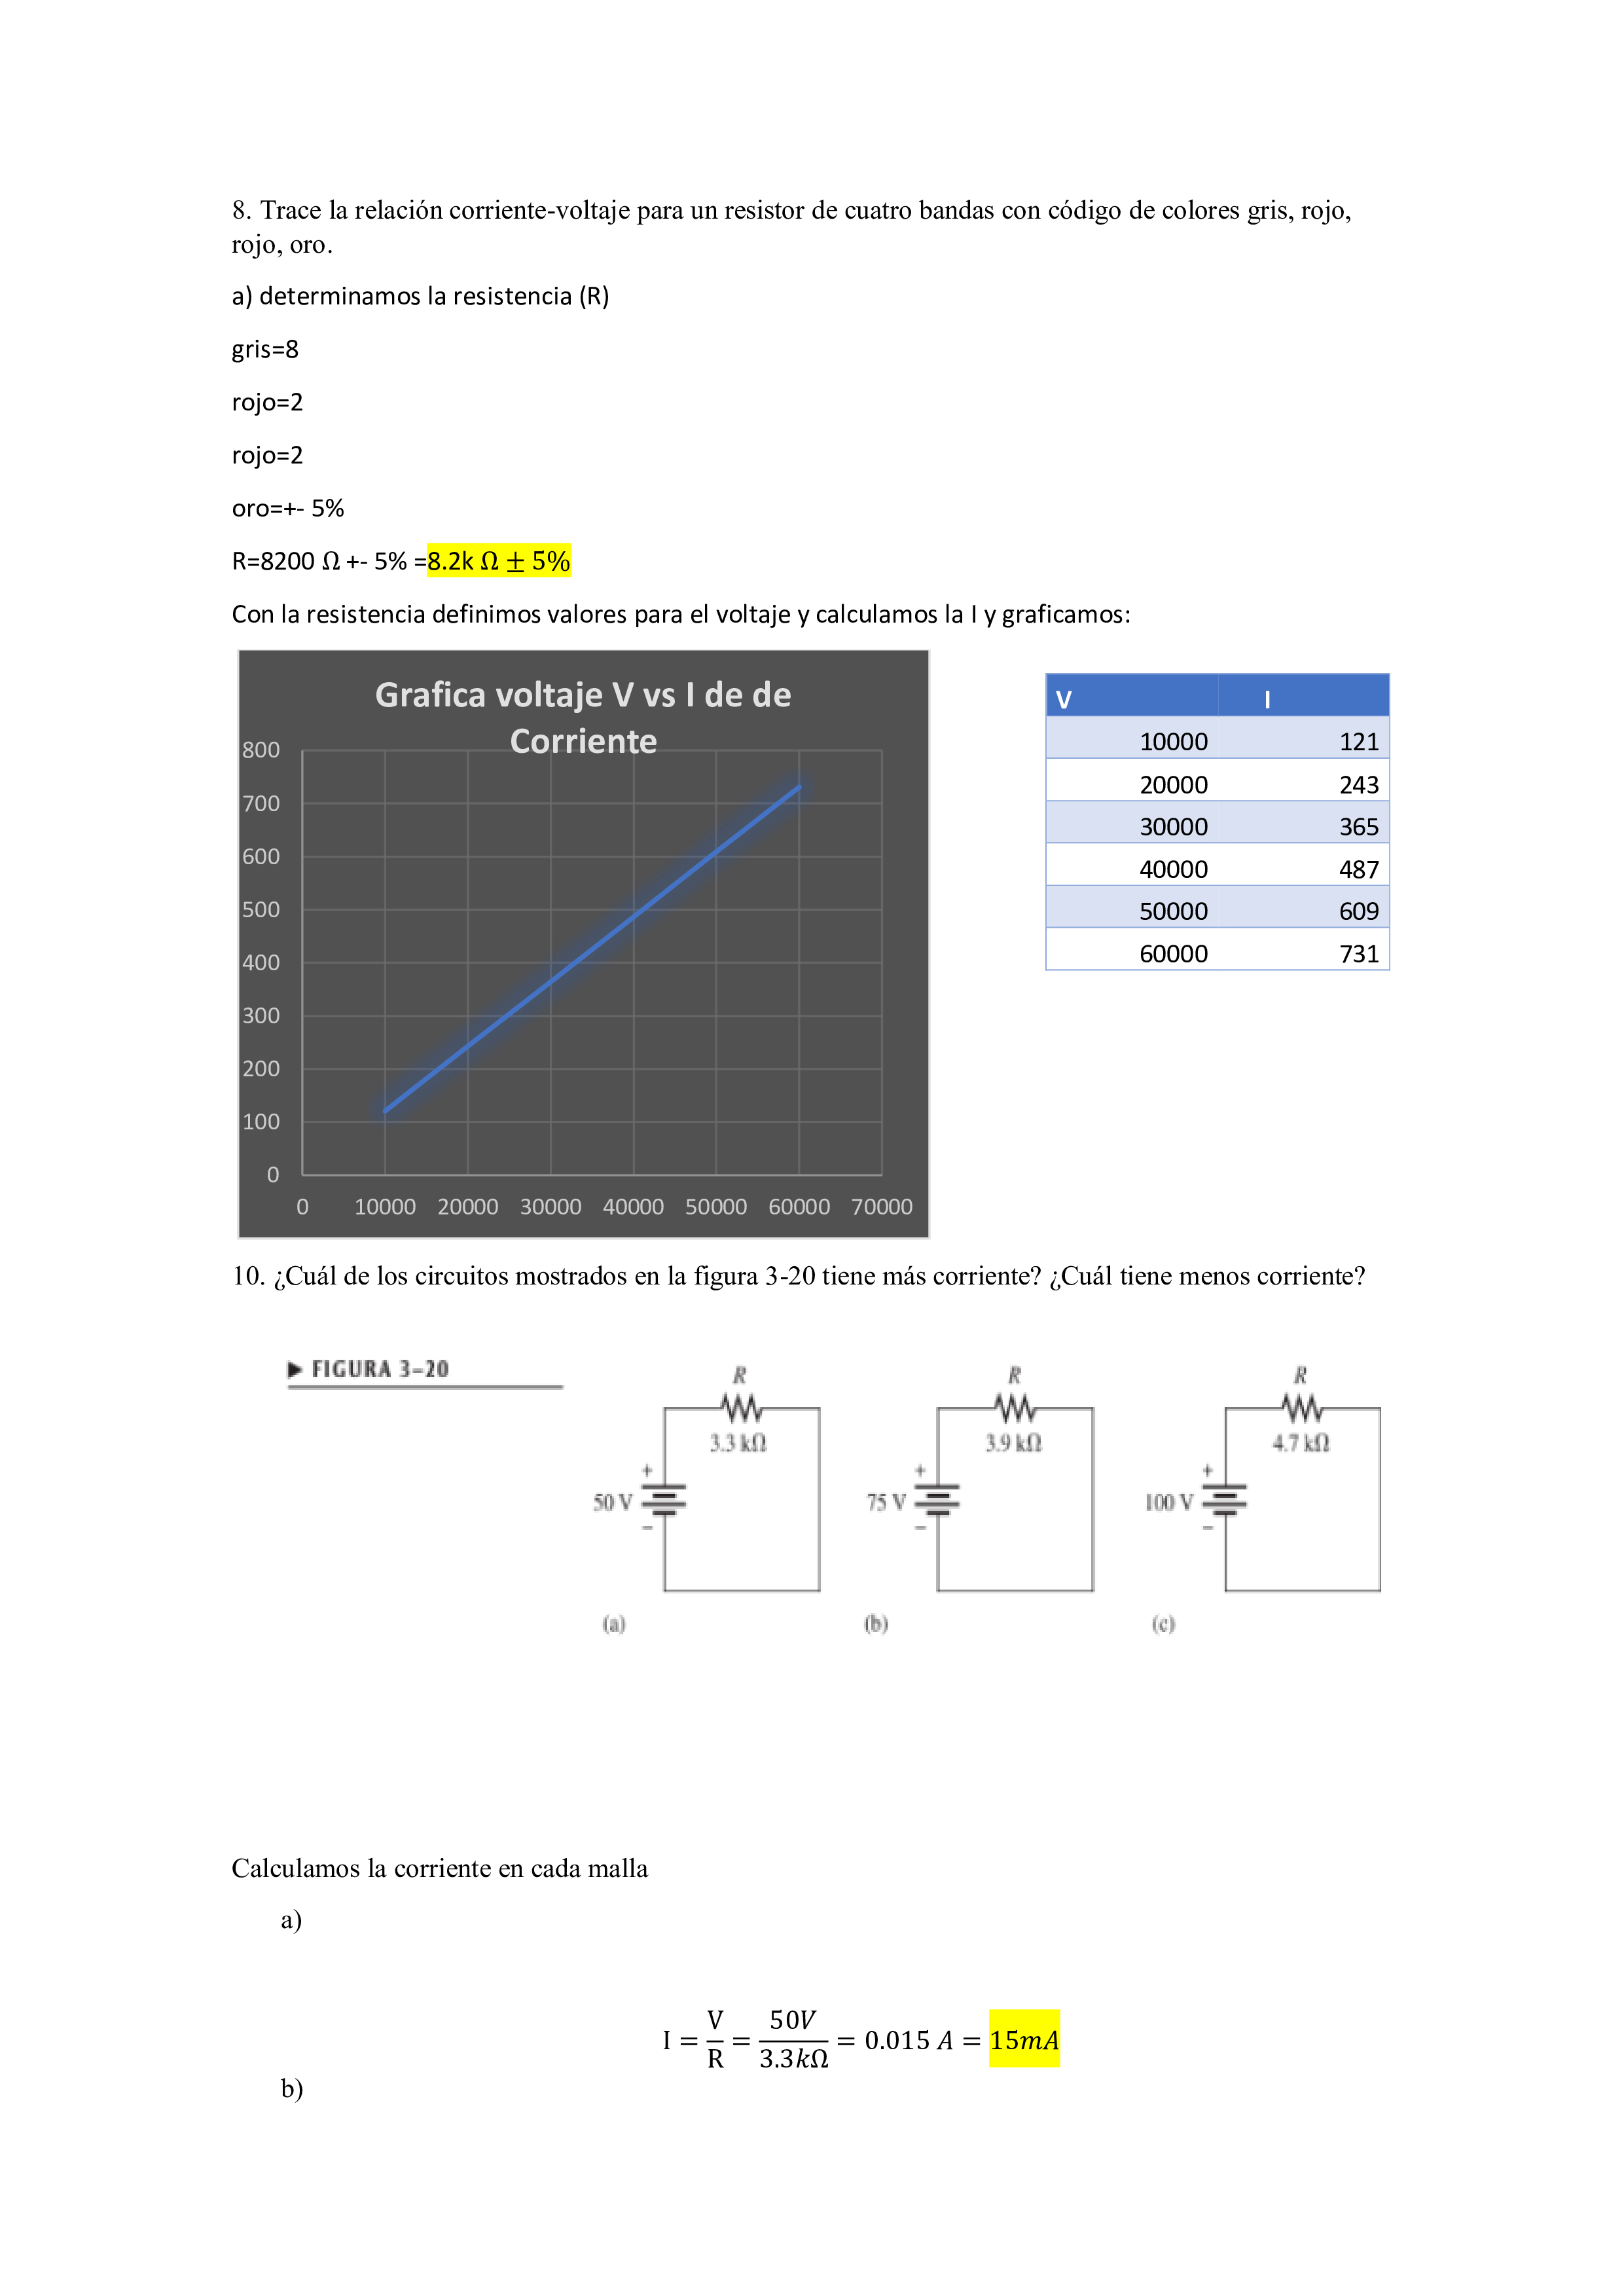 8. Trace la relación corriente-voltaje para un resistor de cuatro bandas con código de colores gris, rojo,
rojo, oro.
a) determinamos la resistencia (R)
gris=8
rojo=2
rojo=2
oro=+- 5%
R=8200 Ω +- 5% =8.2k Ω ± 5%
Con la resistencia definimos valores para el voltaje y calculamos la I y graficamos:
Grafica voltaje V vs I de de
Corriente
800
700
600
500
400
300
200
100
0
0 10000 20000 30000 40000 50000 60000 70000
V I
10000 121
20000 243
30000 365
40000 487
50000 609
60000 731
10. ¿Cuál de los circuitos mostrados en la figura 3-20 tiene más corriente? ¿Cuál tiene menos corriente?
▶ FIGURA 3–20
R R R
3.3 kΩ 3.9 kΩ 4.7 kΩ
+ + +
50 V 75 V 100 V
− − −
(a) (b) (c)
Calculamos la corriente en cada malla
a)
I = V/R = 50V/3.3kΩ = 0.015 A = 15mA
b)